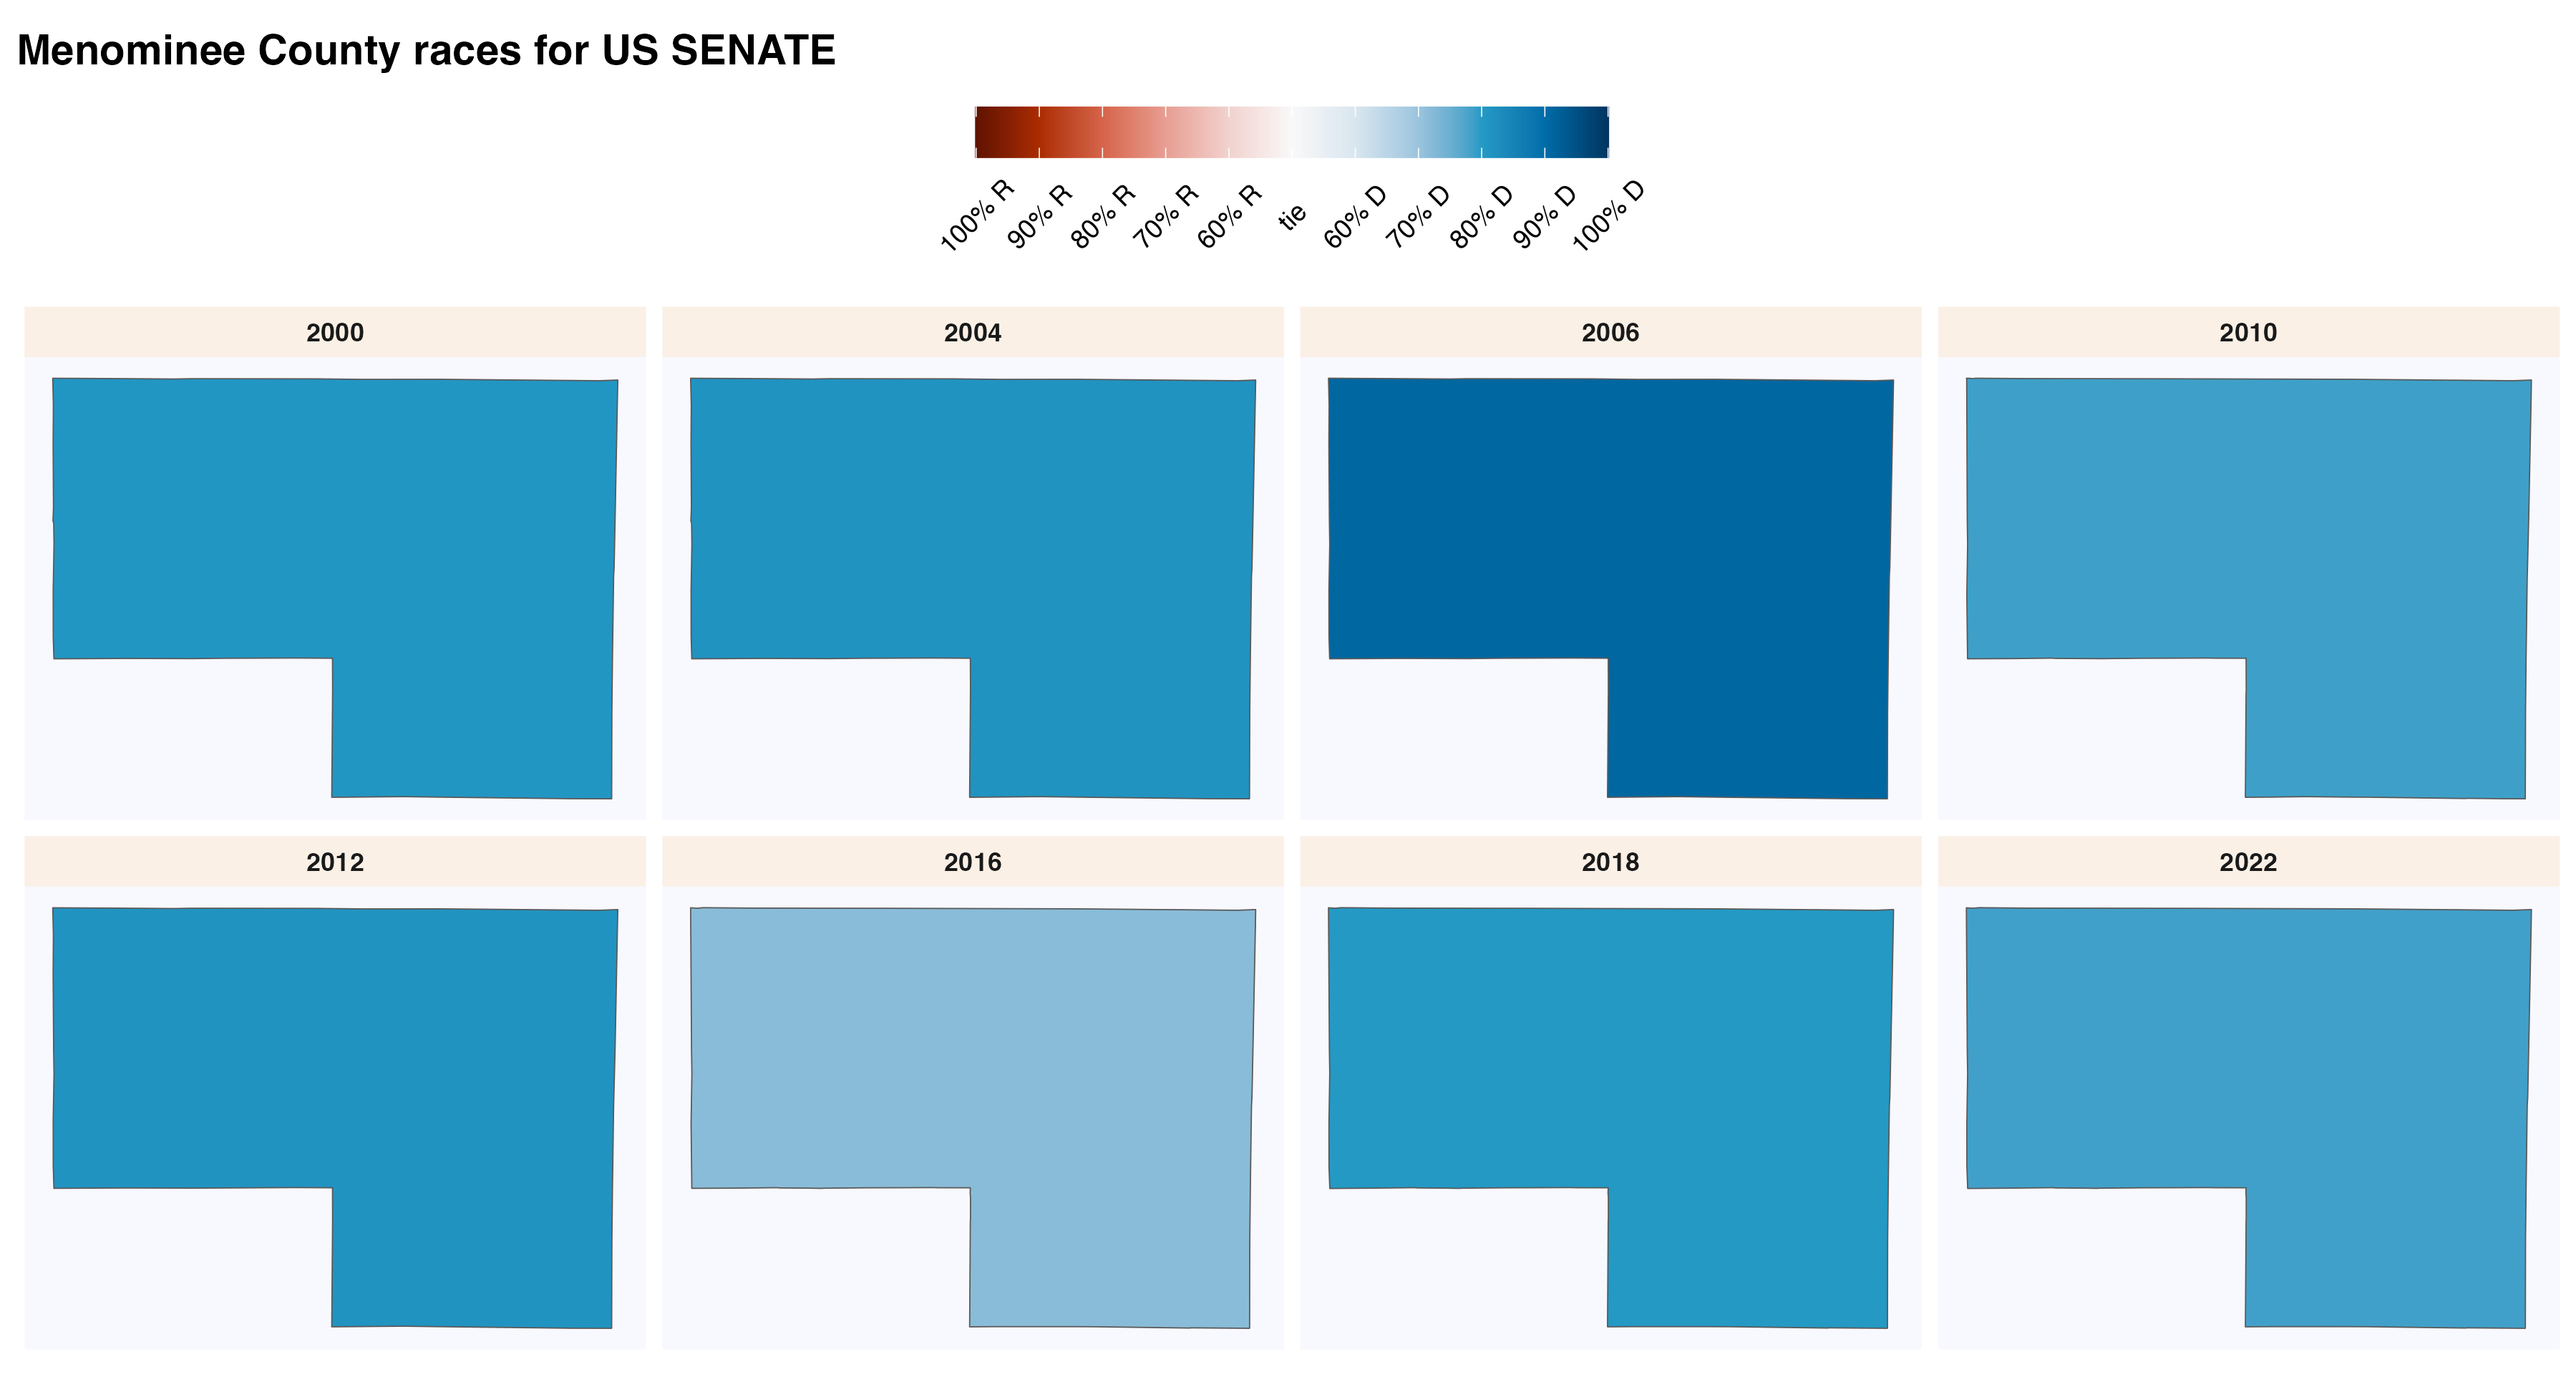 Menominee County races for US SENATE
100% R
90% R
80% R
70% R
60% R
tie
60% D
70% D
80% D
90% D
100% D
2000
2004
2006
2010
2012
2016
2018
2022